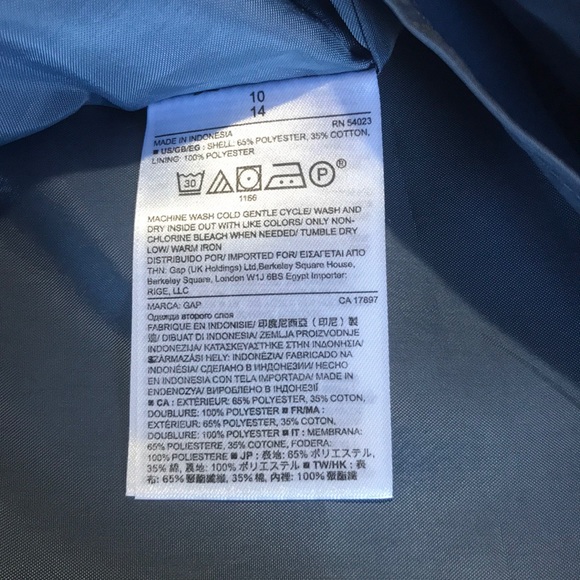 10
14
RN 54023
MADE IN INDONESIA
■ US/GB/EG : SHELL: 65% POLYESTER, 35% COTTON,
LINING: 100% POLYESTER
30
P
®
1166
MACHINE WASH COLD GENTLE CYCLE/ WASH AND
DRY INSIDE OUT WITH LIKE COLORS/ ONLY NON-
CHLORINE BLEACH WHEN NEEDED/ TUMBLE DRY
LOW/ WARM IRON
DISTRIBUIDO POR/ IMPORTED FOR/ ΕΙΣΑΓΕΤΑΙ ΑΠΟ
ΤΗΝ: Gap (UK Holdings) Ltd,Berkeley Square House,
Berkeley Square, London W1J 6BS Egypt Importer:
RIGE, LLC
MARCA: GAP
CA 17897
Одежда второго слоя
FABRIQUE EN INDONISIE/ 印度尼西亞（印尼）製
造/ DIBUAT DI INDONESIA/ ZEMLJA PROIZVODNJE
INDONEZIJA/ ΚΑΤΑΣΚΕΥΑΣΤΗΚΕ ΣΤΗΝ ΙΝΔΟΝΗΣΙΑ/
SZÁRMAZÁSI HELY: INDONÉZIA/ FABRICADO NA
INDONÉSIA/ СДЕЛАНО В ИНДОНЕЗИИ/ HECHO
EN INDONESIA CON TELA IMPORTADA/ MADE IN
ENDENOZYA/ ВИРОБЛЕНО В ІНДОНЕЗІЇ
■ CA : EXTÉRIEUR: 65% POLYESTER, 35% COTON,
DOUBLURE: 100% POLYESTER ■ FR/MA :
EXTÉRIEUR: 65% POLYESTER, 35% COTON,
DOUBLURE: 100% POLYESTER ■ IT : MEMBRANA:
65% POLIESTERE, 35% COTONE, FODERA:
100% POLIESTERE ■ JP : 表地: 65% ポリエステル,
35% 綿, 裏地: 100% ポリエステル ■ TW/HK : 表
布: 65% 聚酯纖維, 35% 棉, 內裡: 100% 聚酯纖